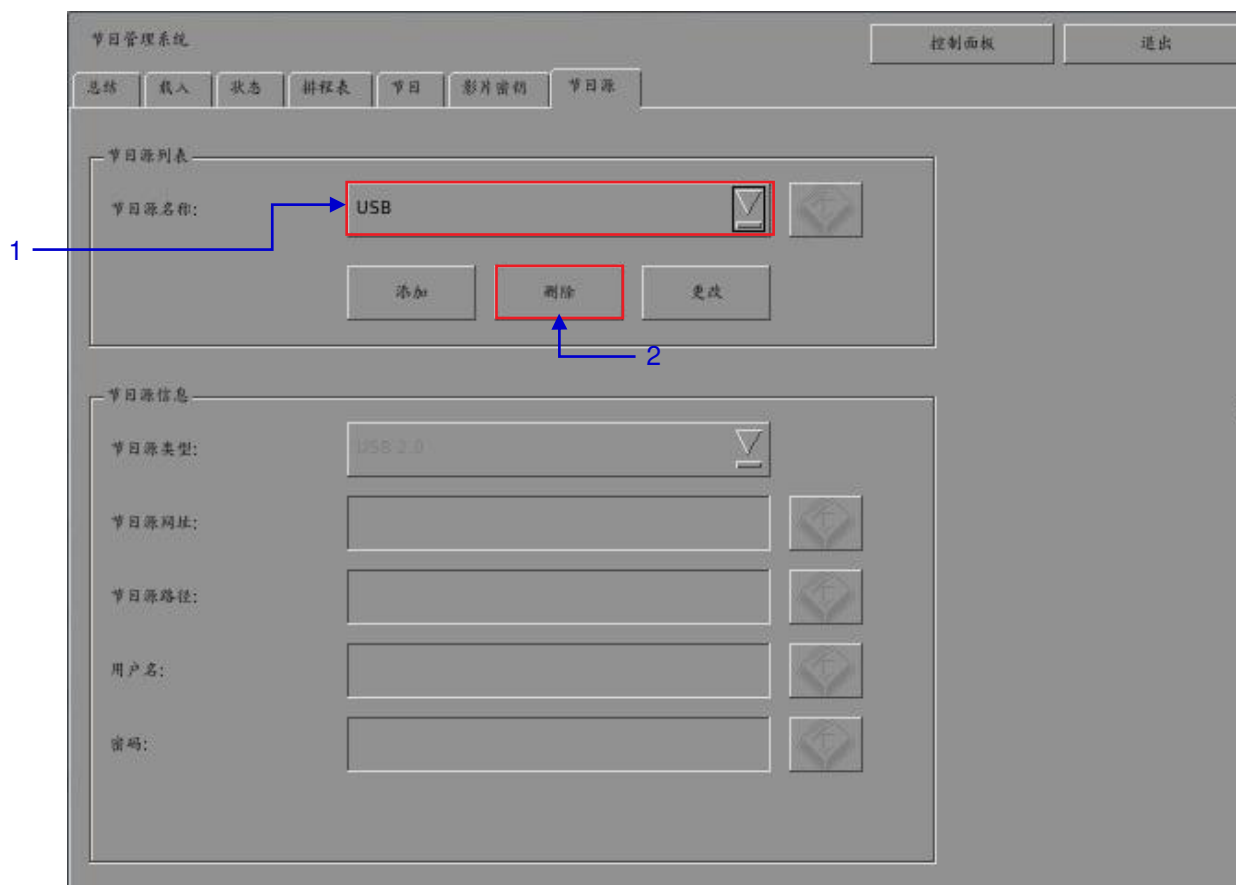 节目管理系统
控制面板
退出
总结
载入
状态
排程表
节目
影片密钥
节目源
节目源列表
节目源名称:
USB
1
添加
删除
更改
2
节目源信息
节目源类型:
USB 2.0
节目源网址:
节目源路径:
用户名:
密码: